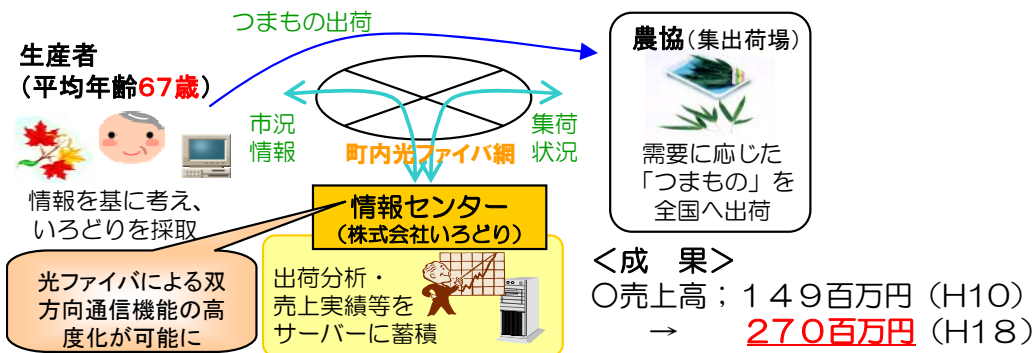 つまもの出荷
生産者
(平均年齢67歳)
情報を基に考え、
いろどりを採取
市況
情報
集荷
状況
町内光ファイバ網
農協(集出荷場)
需要に応じた
「つまもの」を
全国へ出荷
情報センター
(株式会社いろどり)
光ファイバによる双
方向通信機能の高
度化が可能に
出荷分析・
売上実績等を
サーバーに蓄積
＜成　果＞
○売上高；１４９百万円（H10）
→　２７０百万円（H18）